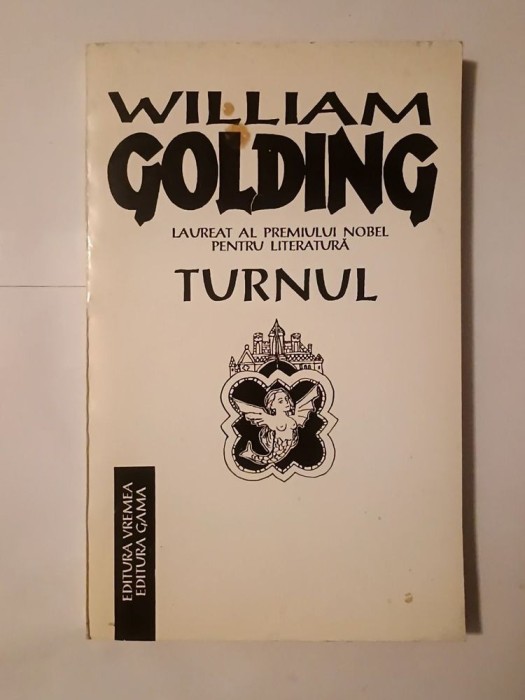 WILLIAM
GOLDING
LAUREAT AL PREMIULUI NOBEL
PENTRU LITERATURĂ
TURNUL
EDITURA VREMEA
EDITURA GAMA